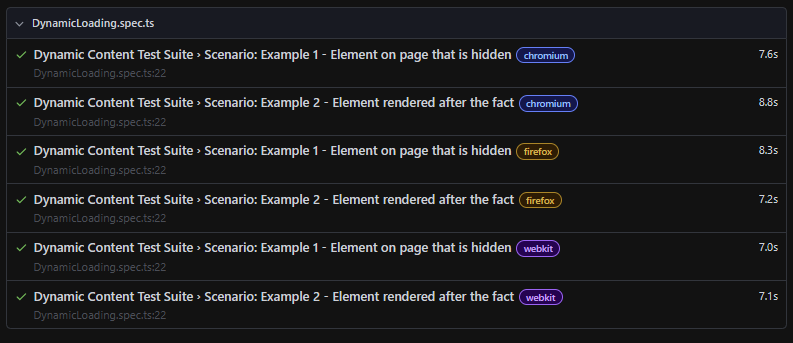 DynamicLoading.spec.ts
Dynamic Content Test Suite › Scenario: Example 1 - Element on page that is hidden chromium 7.6s
DynamicLoading.spec.ts:22
Dynamic Content Test Suite › Scenario: Example 2 - Element rendered after the fact chromium 8.8s
DynamicLoading.spec.ts:22
Dynamic Content Test Suite › Scenario: Example 1 - Element on page that is hidden firefox 8.3s
DynamicLoading.spec.ts:22
Dynamic Content Test Suite › Scenario: Example 2 - Element rendered after the fact firefox 7.2s
DynamicLoading.spec.ts:22
Dynamic Content Test Suite › Scenario: Example 1 - Element on page that is hidden webkit 7.0s
DynamicLoading.spec.ts:22
Dynamic Content Test Suite › Scenario: Example 2 - Element rendered after the fact webkit 7.1s
DynamicLoading.spec.ts:22